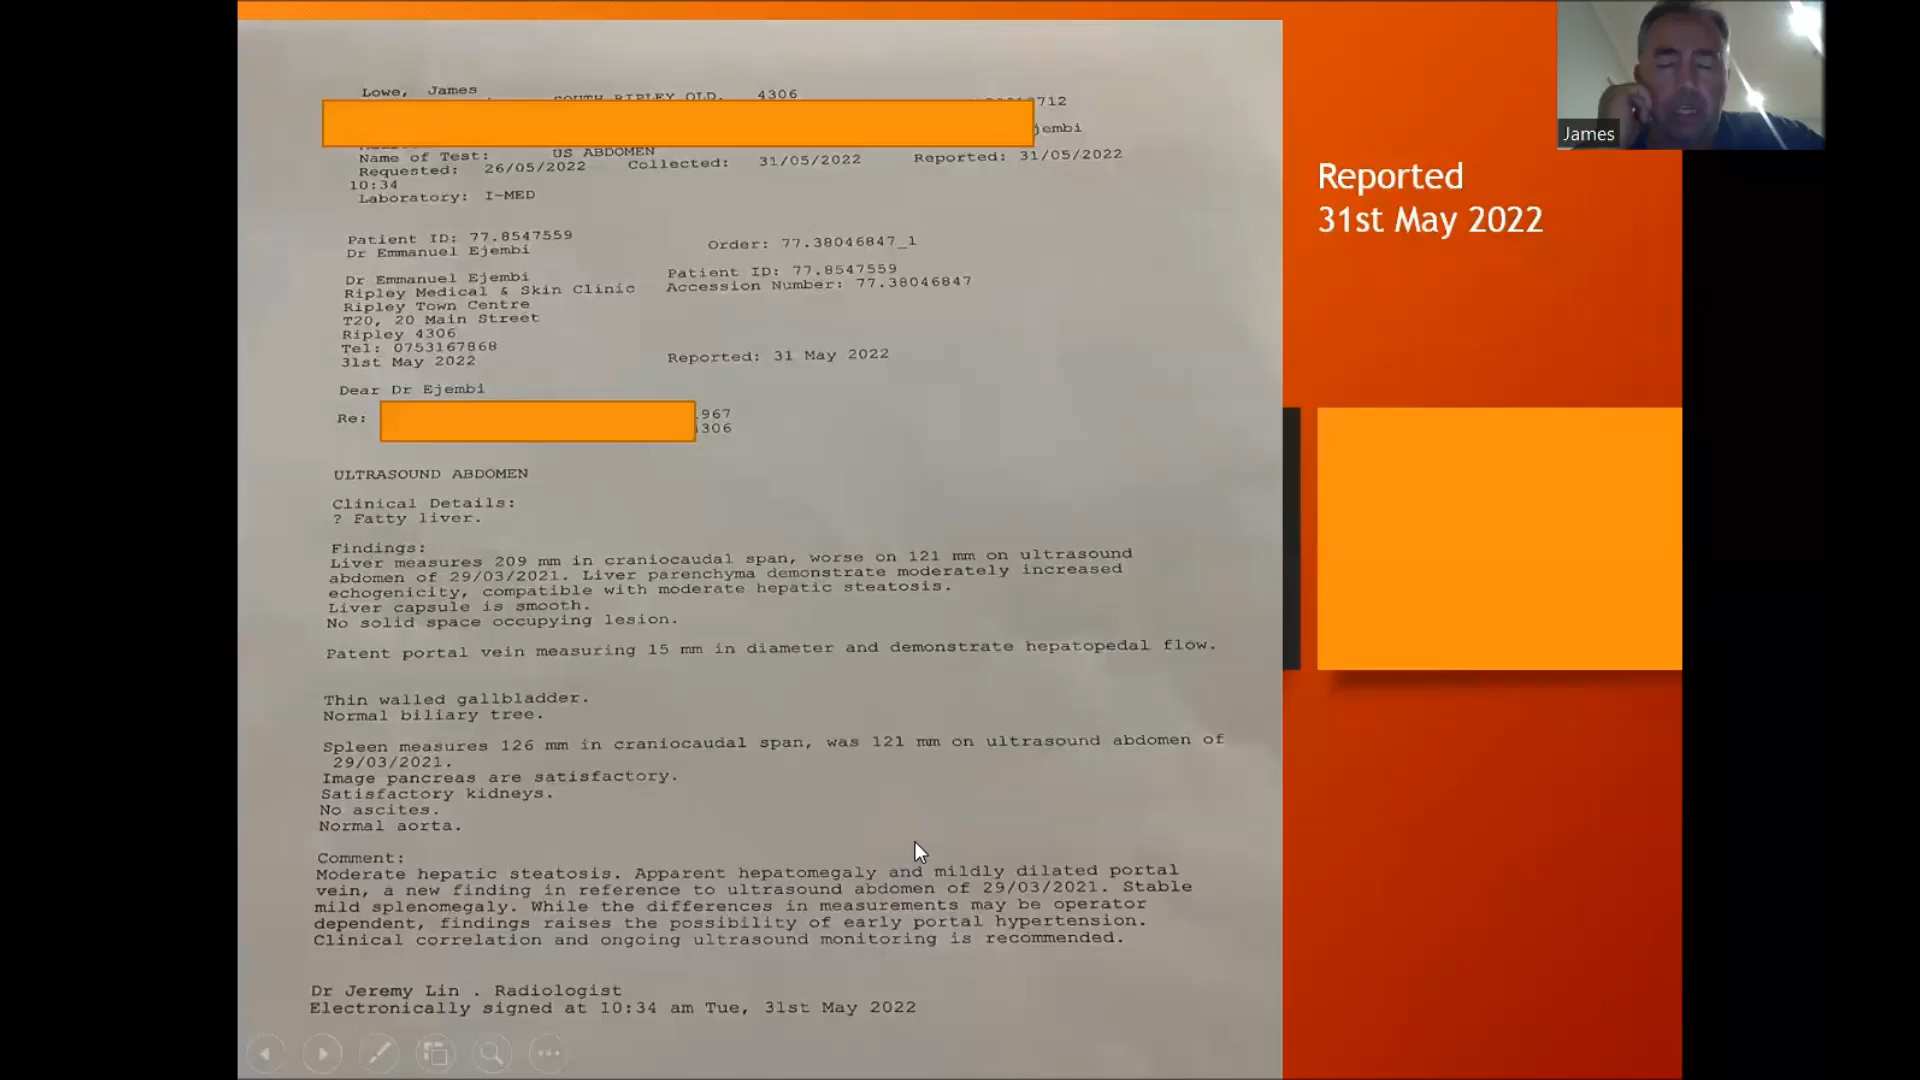 Lowe, James
SOUTH RIPLEY QLD. 4306
712
jembi
Name of Test: US ABDOMEN
Requested: 26/05/2022 Collected: 31/05/2022 Reported: 31/05/2022
10:34
Laboratory: I-MED
Patient ID: 77.8547559
Dr Emmanuel Ejembi
Order: 77.38046847_1
Dr Emmanuel Ejembi
Ripley Medical & Skin Clinic
Ripley Town Centre
T20, 20 Main Street
Ripley 4306
Tel: 0753167868
31st May 2022
Patient ID: 77.8547559
Accession Number: 77.38046847
Reported: 31 May 2022
Dear Dr Ejembi
Re:
967
306
ULTRASOUND ABDOMEN
Clinical Details:
? Fatty liver.
Findings:
Liver measures 209 mm in craniocaudal span, worse on 121 mm on ultrasound
abdomen of 29/03/2021. Liver parenchyma demonstrate moderately increased
echogenicity, compatible with moderate hepatic steatosis.
Liver capsule is smooth.
No solid space occupying lesion.
Patent portal vein measuring 15 mm in diameter and demonstrate hepatopedal flow.
Thin walled gallbladder.
Normal biliary tree.
Spleen measures 126 mm in craniocaudal span, was 121 mm on ultrasound abdomen of
29/03/2021.
Image pancreas are satisfactory.
Satisfactory kidneys.
No ascites.
Normal aorta.
Comment:
Moderate hepatic steatosis. Apparent hepatomegaly and mildly dilated portal
vein, a new finding in reference to ultrasound abdomen of 29/03/2021. Stable
mild splenomegaly. While the differences in measurements may be operator
dependent, findings raises the possibility of early portal hypertension.
Clinical correlation and ongoing ultrasound monitoring is recommended.
Dr Jeremy Lin . Radiologist
Electronically signed at 10:34 am Tue, 31st May 2022
Reported
31st May 2022
James